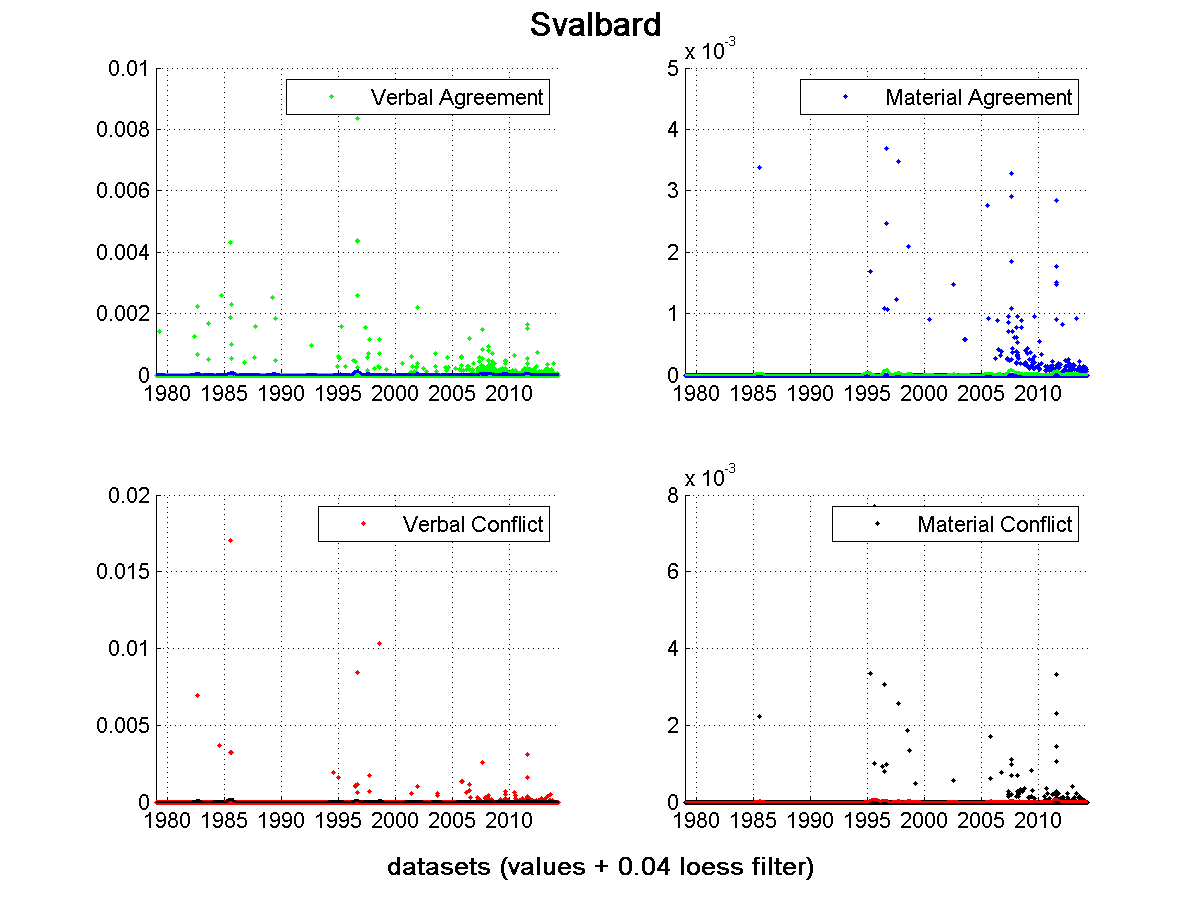 Svalbard
0.01
0.008
0.006
0.004
0.002
0
1980 1985 1990 1995 2000 2005 2010
Verbal Agreement
x 10-3
5
4
3
2
1
0
1980 1985 1990 1995 2000 2005 2010
Material Agreement
0.02
0.015
0.01
0.005
0
1980 1985 1990 1995 2000 2005 2010
Verbal Conflict
x 10-3
8
6
4
2
0
1980 1985 1990 1995 2000 2005 2010
Material Conflict
datasets (values + 0.04 loess filter)